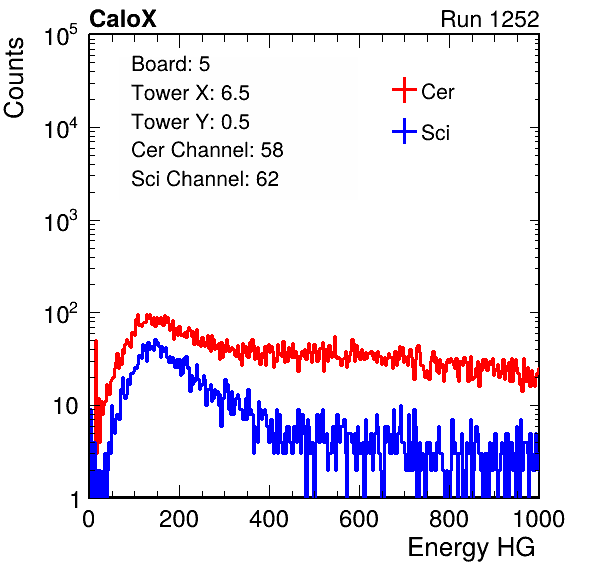 CaloX Run 1252
Counts
10^5
10^4
10^3
10^2
10
1
Board: 5
Tower X: 6.5
Tower Y: 0.5
Cer Channel: 58
Sci Channel: 62
Cer
Sci
0 200 400 600 800 1000
Energy HG